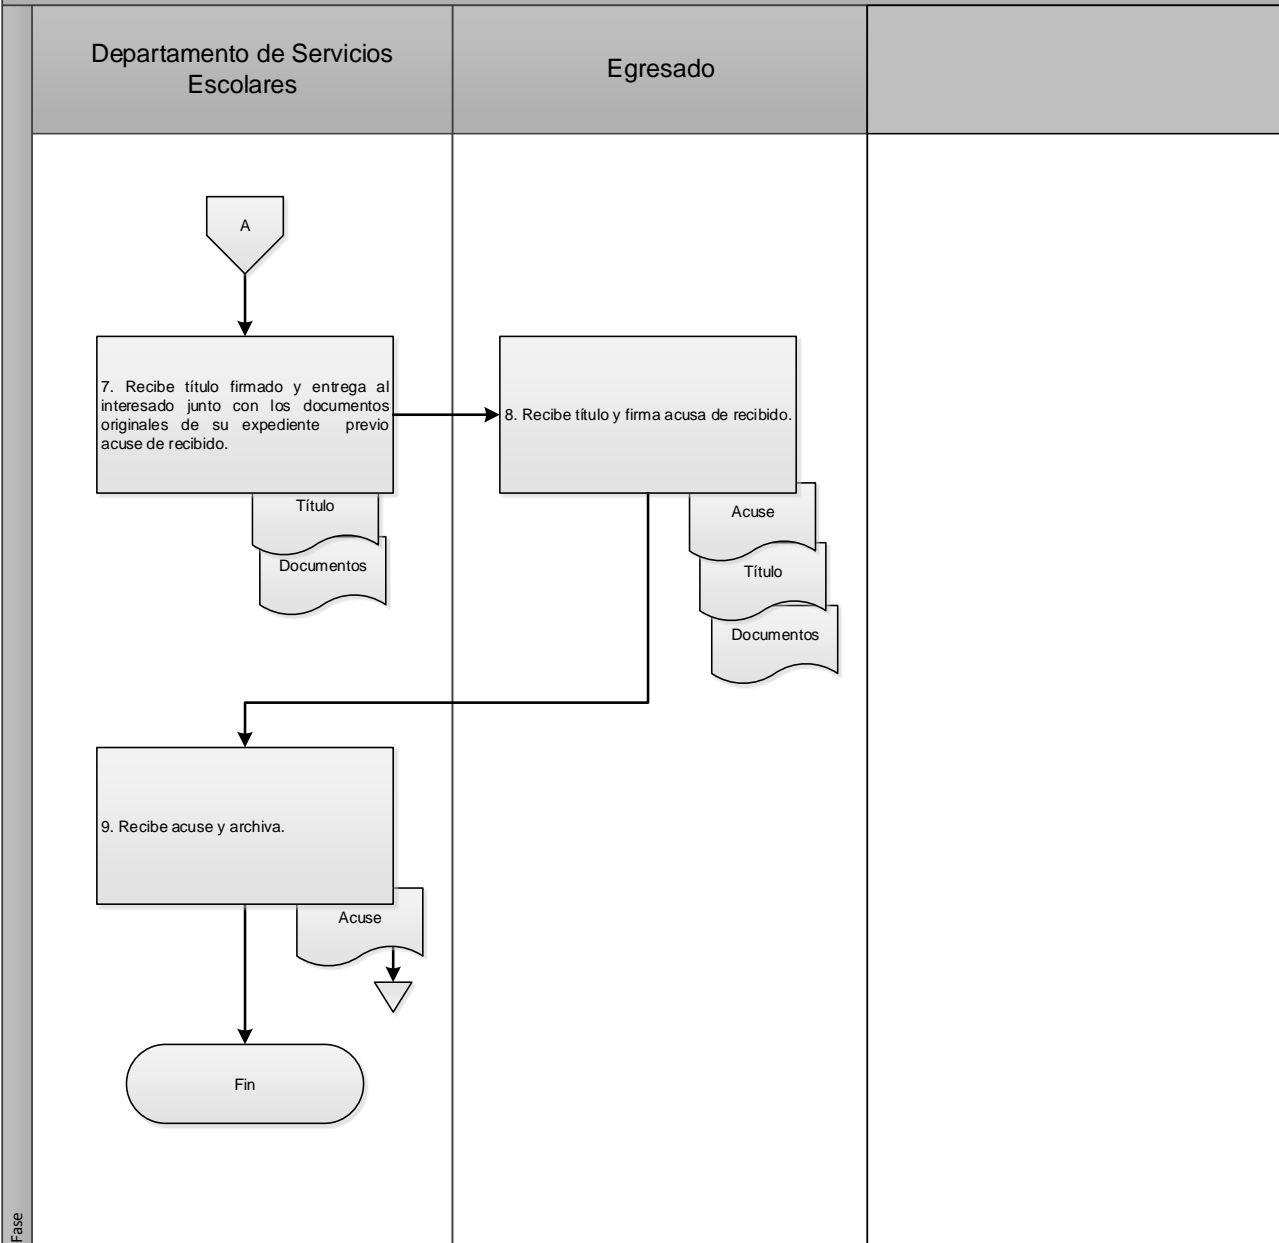 Departamento de Servicios
Escolares
Egresado
A
7. Recibe título firmado y entrega al
interesado junto con los documentos
originales de su expediente previo
acuse de recibido.
Título
Documentos
8. Recibe título y firma acusa de recibido.
Acuse
Título
Documentos
9. Recibe acuse y archiva.
Acuse
Fin
Fase